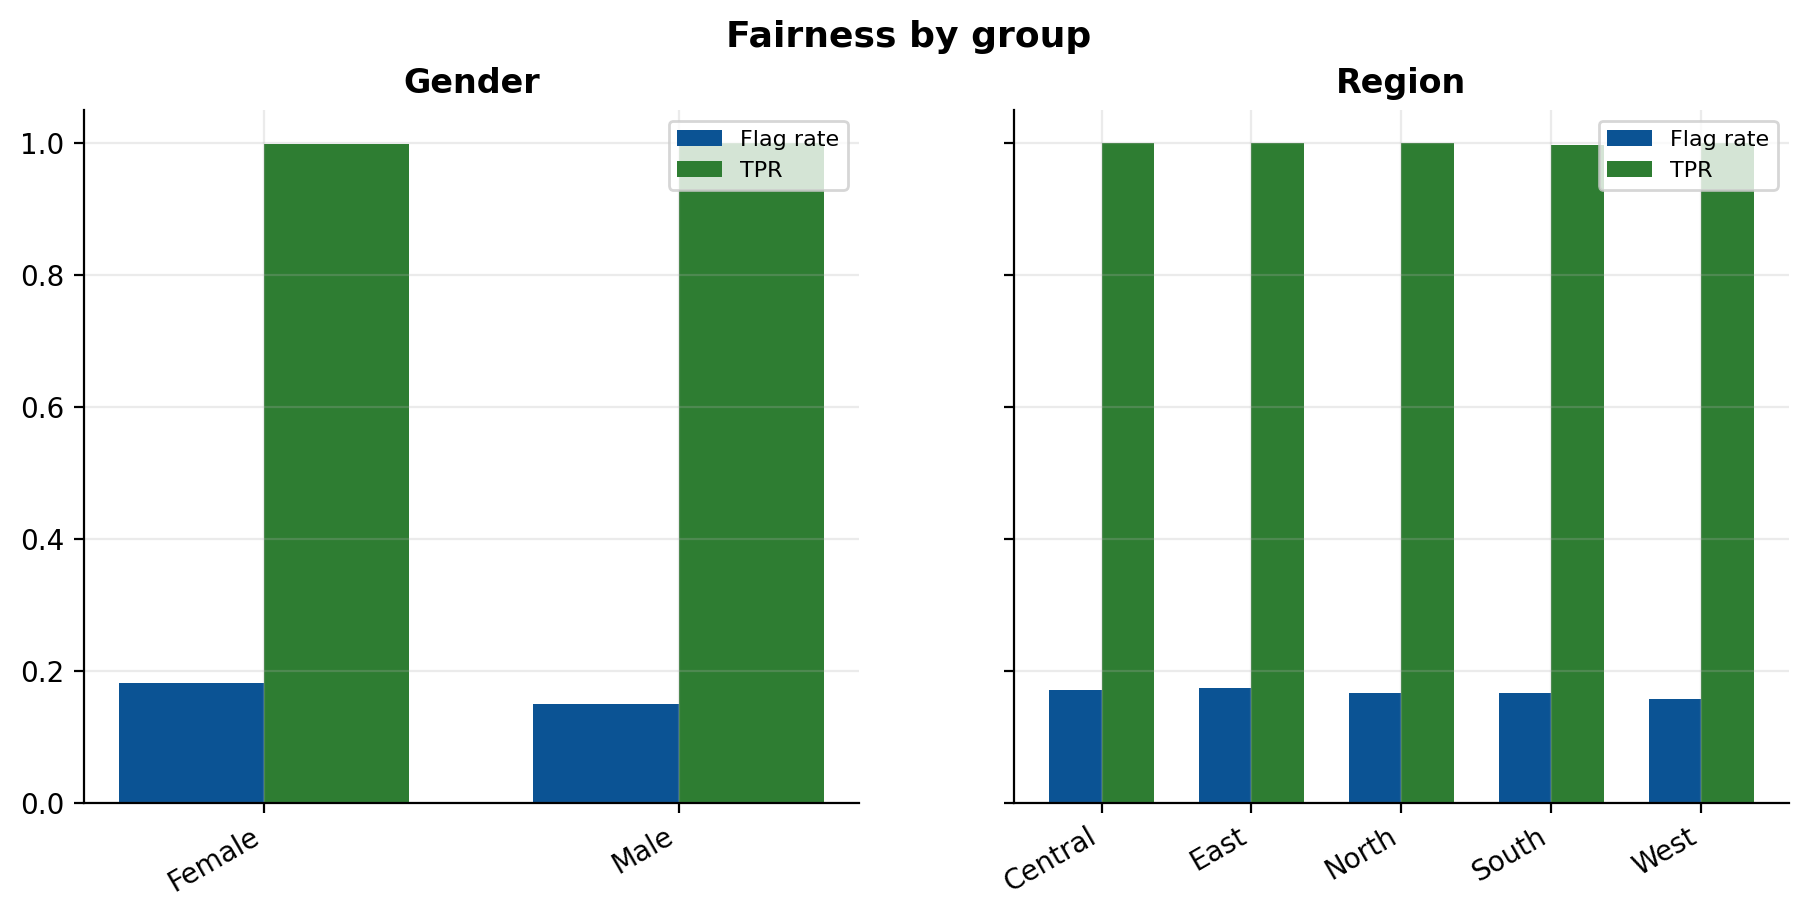 Fairness by group
Gender
1.0
0.8
0.6
0.4
0.2
0.0
Flag rate
TPR
Female
Male
Region
Flag rate
TPR
Central
East
North
South
West